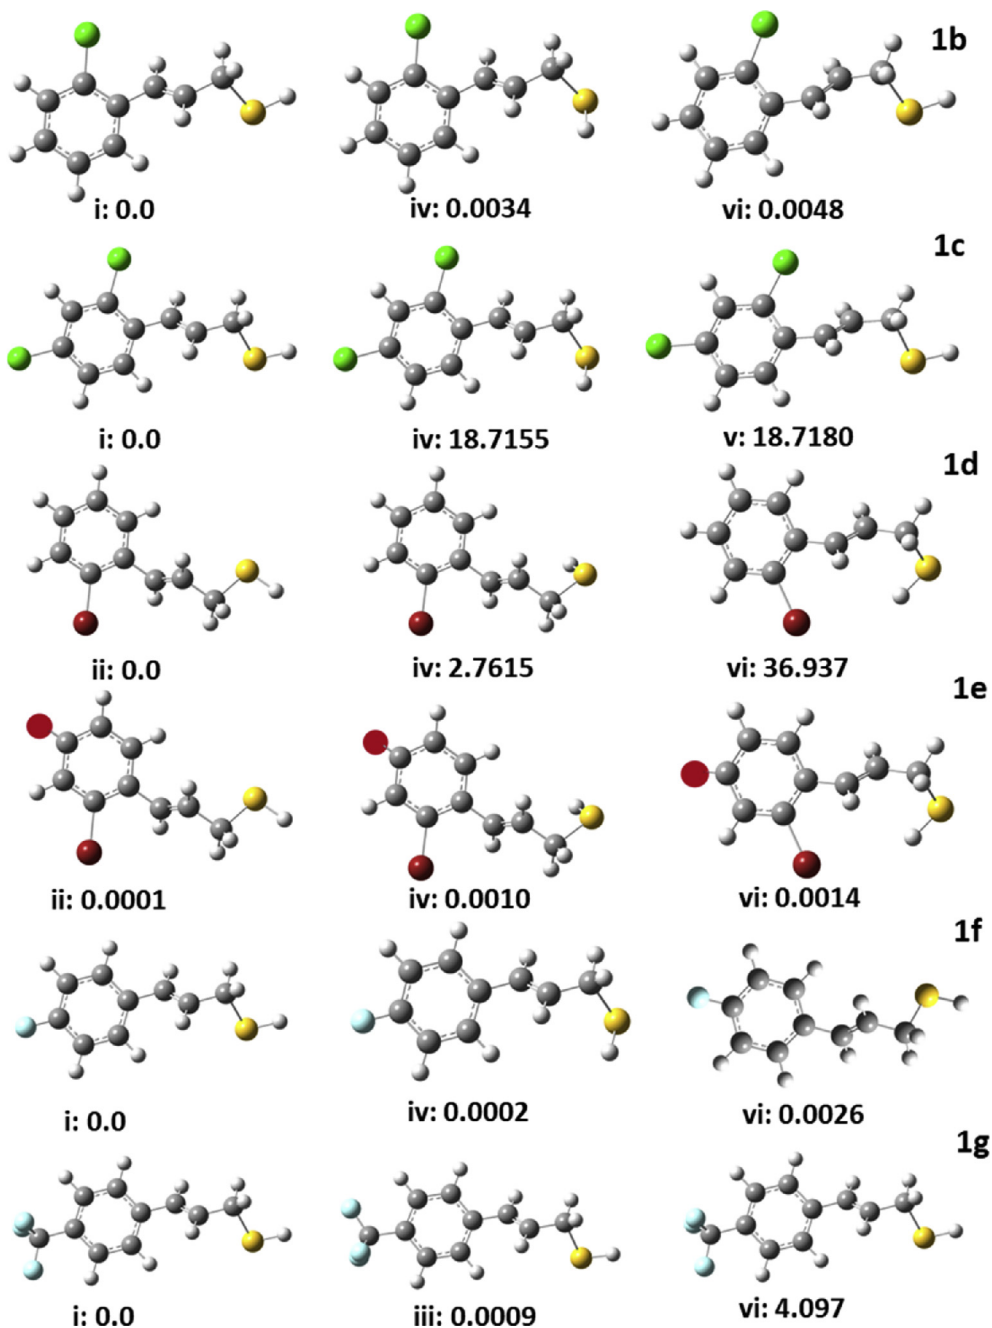 1b
i: 0.0 iv: 0.0034 vi: 0.0048
1c
i: 0.0 iv: 18.7155 v: 18.7180
1d
ii: 0.0 iv: 2.7615 vi: 36.937
1e
ii: 0.0001 iv: 0.0010 vi: 0.0014
1f
i: 0.0 iv: 0.0002 vi: 0.0026
1g
i: 0.0 iii: 0.0009 vi: 4.097